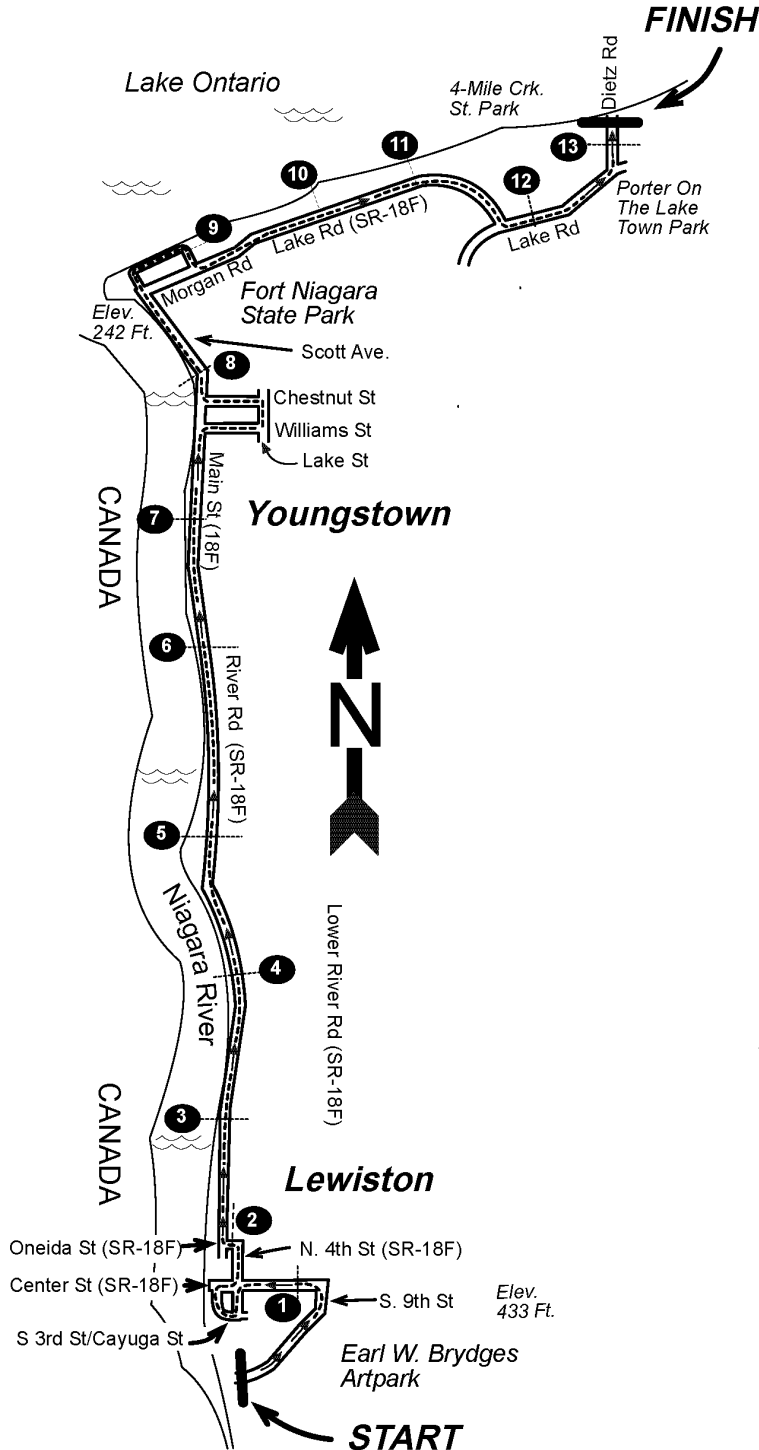 FINISH
Lake Ontario
4-Mile Crk.
St. Park
Dietz Rd
11
13
10
12
Porter On
The Lake
Town Park
9
Lake Rd (SR-18F)
Lake Rd
Morgan Rd
Fort Niagara
State Park
Elev.
242 Ft.
Scott Ave.
8
Chestnut St
Williams St
Lake St
Main St (18F)
CANADA
7
Youngstown
6
River Rd (SR-18F)
N
5
Niagara River
Lower River Rd (SR-18F)
4
CANADA
3
Lewiston
2
Oneida St (SR-18F)
N. 4th St (SR-18F)
Center St (SR-18F)
1
S. 9th St
Elev.
433 Ft.
S 3rd St/Cayuga St
Earl W. Brydges
Artpark
START